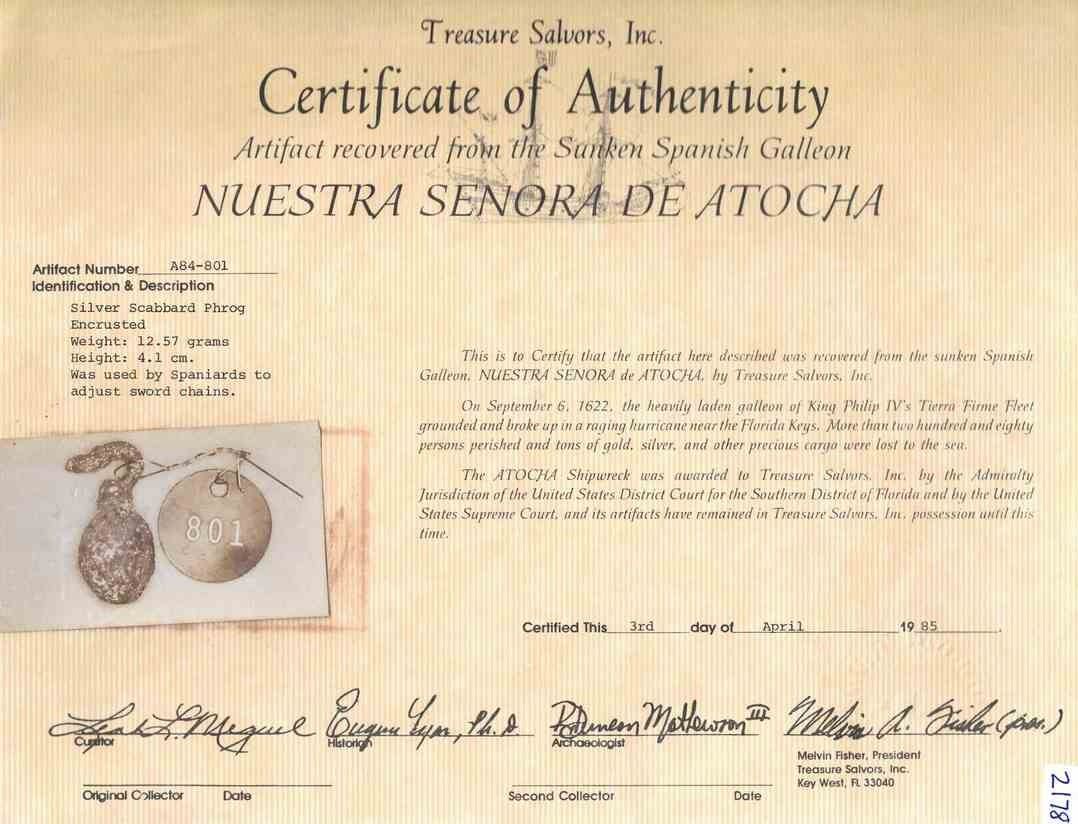 Treasure Salvors, Inc.
Certificate of Authenticity
Artifact recovered from the Sunken Spanish Galleon
NUESTRA SENORA DE ATOCHA
Artifact Number A84-801
Identification & Description
Silver Scabbard Phrog
Encrusted
Weight: 12.57 grams
Height: 4.1 cm.
Was used by Spaniards to
adjust sword chains.
801
This is to Certify that the artifact here described was recovered from the sunken Spanish
Galleon, NUESTRA SENORA de ATOCHA, by Treasure Salvors, Inc.
On September 6, 1622, the heavily laden galleon of King Philip IV's Tierra Firme Fleet
grounded and broke up in a raging hurricane near the Florida Keys. More than two hundred and eighty
persons perished and tons of gold, silver, and other precious cargo were lost to the sea.
The ATOCHA Shipwreck was awarded to Treasure Salvors, Inc. by the Admiralty
Jurisdiction of the United States District Court for the Southern District of Florida and by the United
States Supreme Court, and its artifacts have remained in Treasure Salvors, Inc. possession until this
time.
Certified This 3rd day of April 19 85.
Leah L. Miguel Eugene Lyon, Ph.D. R Duncan Mathewson III Melvin A. Fisher (pres.)
Curator Historian Archaeologist
Melvin Fisher, President
Treasure Salvors, Inc.
Key West, FL 33040
Original Collector Date Second Collector Date
2178